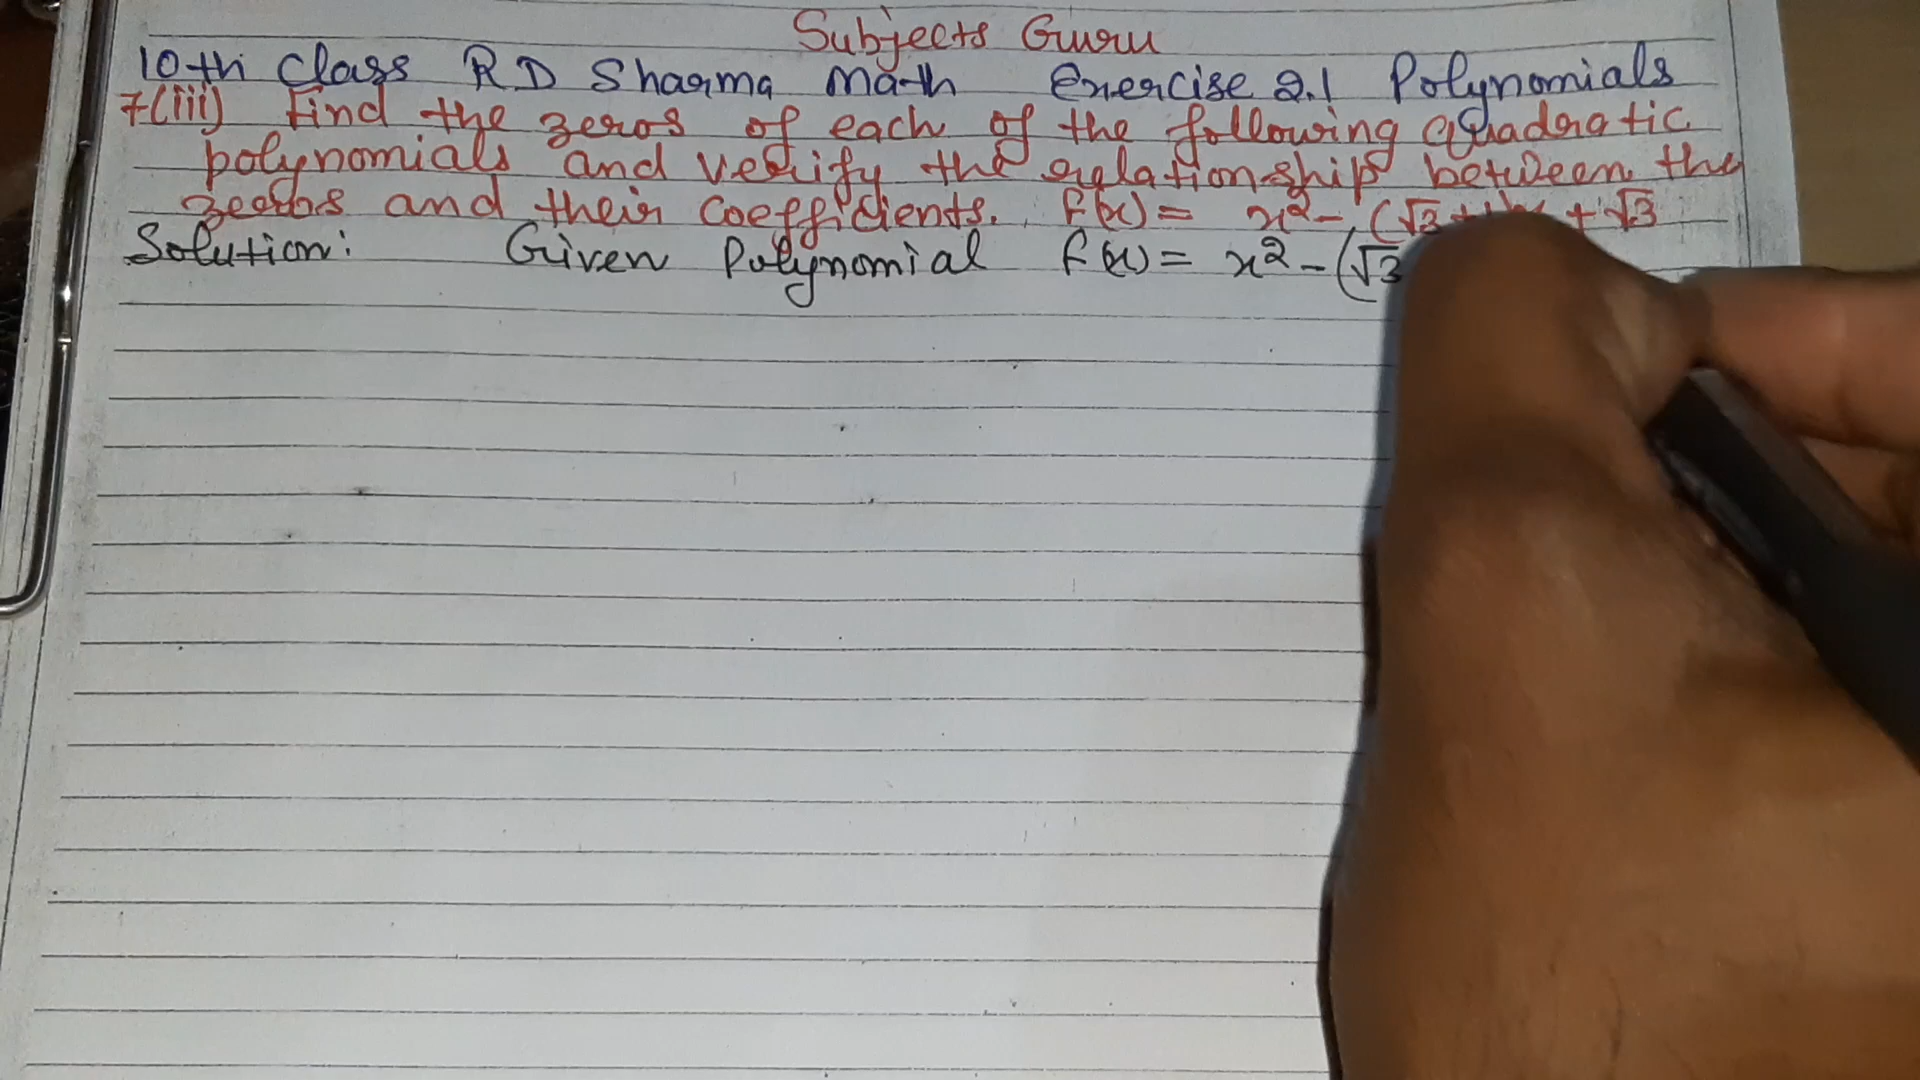 Subjects Guru
10th Class R D Sharma Math Exercise 2.1 Polynomials
7(iii) Find the zeros of each of the following quadratic
polynomials and verify the relationship between the
zeros and their coefficients. f(x) = x² - (√3 + + √3
Solution: Given Polynomial f(x) = x² - (√3